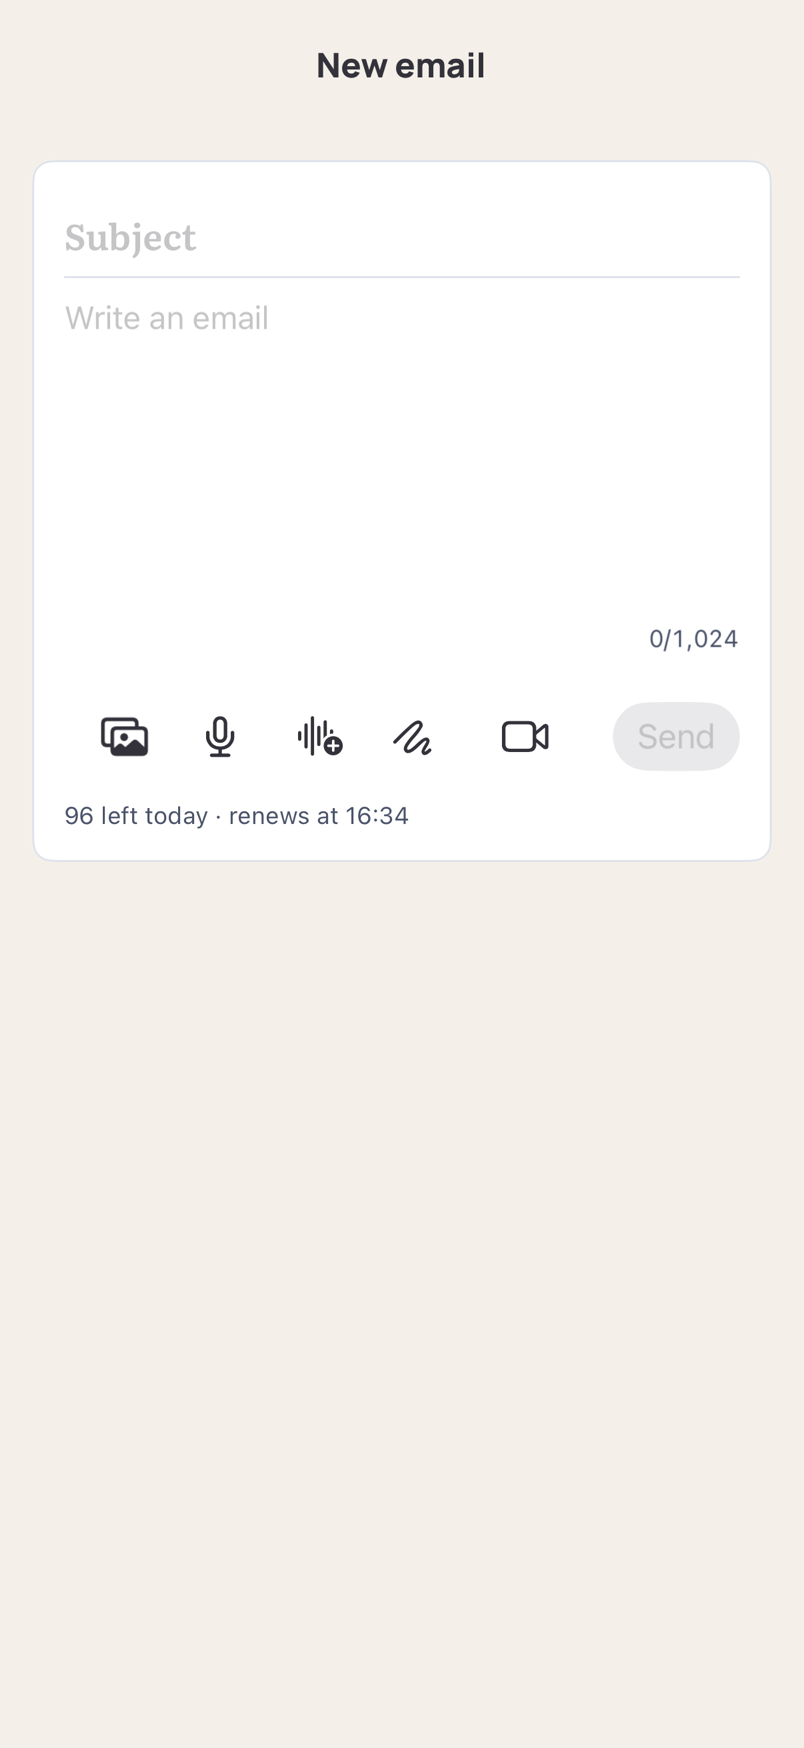 New email
Subject
Write an email
0/1,024
Send
96 left today · renews at 16:34